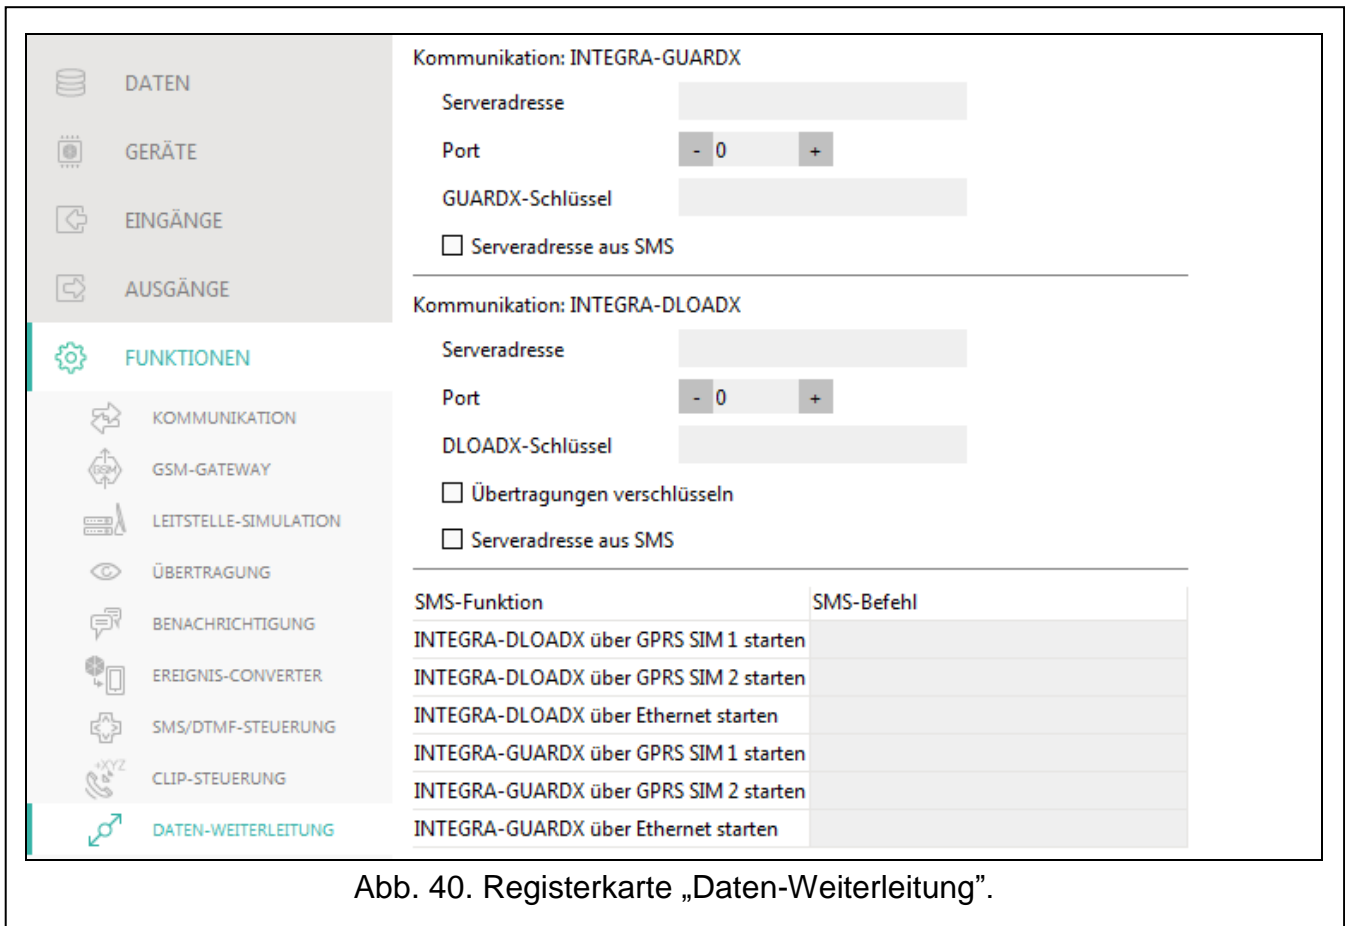 DATEN
GERÄTE
EINGÄNGE
AUSGÄNGE
FUNKTIONEN
KOMMUNIKATION
GSM
GSM-GATEWAY
LEITSTELLE-SIMULATION
ÜBERTRAGUNG
BENACHRICHTIGUNG
EREIGNIS-CONVERTER
SMS/DTMF-STEUERUNG
+XYZ
CLIP-STEUERUNG
DATEN-WEITERLEITUNG
Kommunikation: INTEGRA-GUARDX
Serveradresse
Port - 0 +
GUARDX-Schlüssel
Serveradresse aus SMS
Kommunikation: INTEGRA-DLOADX
Serveradresse
Port - 0 +
DLOADX-Schlüssel
Übertragungen verschlüsseln
Serveradresse aus SMS
SMS-Funktion SMS-Befehl
INTEGRA-DLOADX über GPRS SIM 1 starten
INTEGRA-DLOADX über GPRS SIM 2 starten
INTEGRA-DLOADX über Ethernet starten
INTEGRA-GUARDX über GPRS SIM 1 starten
INTEGRA-GUARDX über GPRS SIM 2 starten
INTEGRA-GUARDX über Ethernet starten
Abb. 40. Registerkarte „Daten-Weiterleitung”.